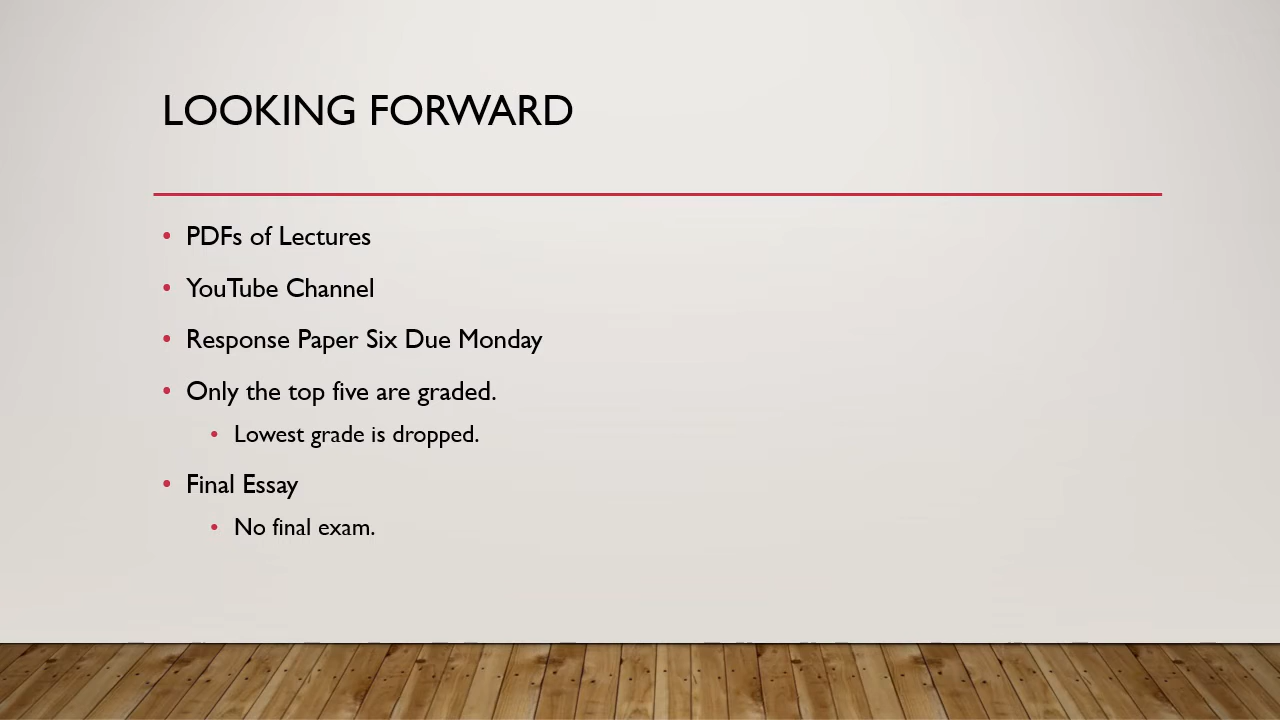 LOOKING FORWARD
• PDFs of Lectures
• YouTube Channel
• Response Paper Six Due Monday
• Only the top five are graded.
• Lowest grade is dropped.
• Final Essay
• No final exam.